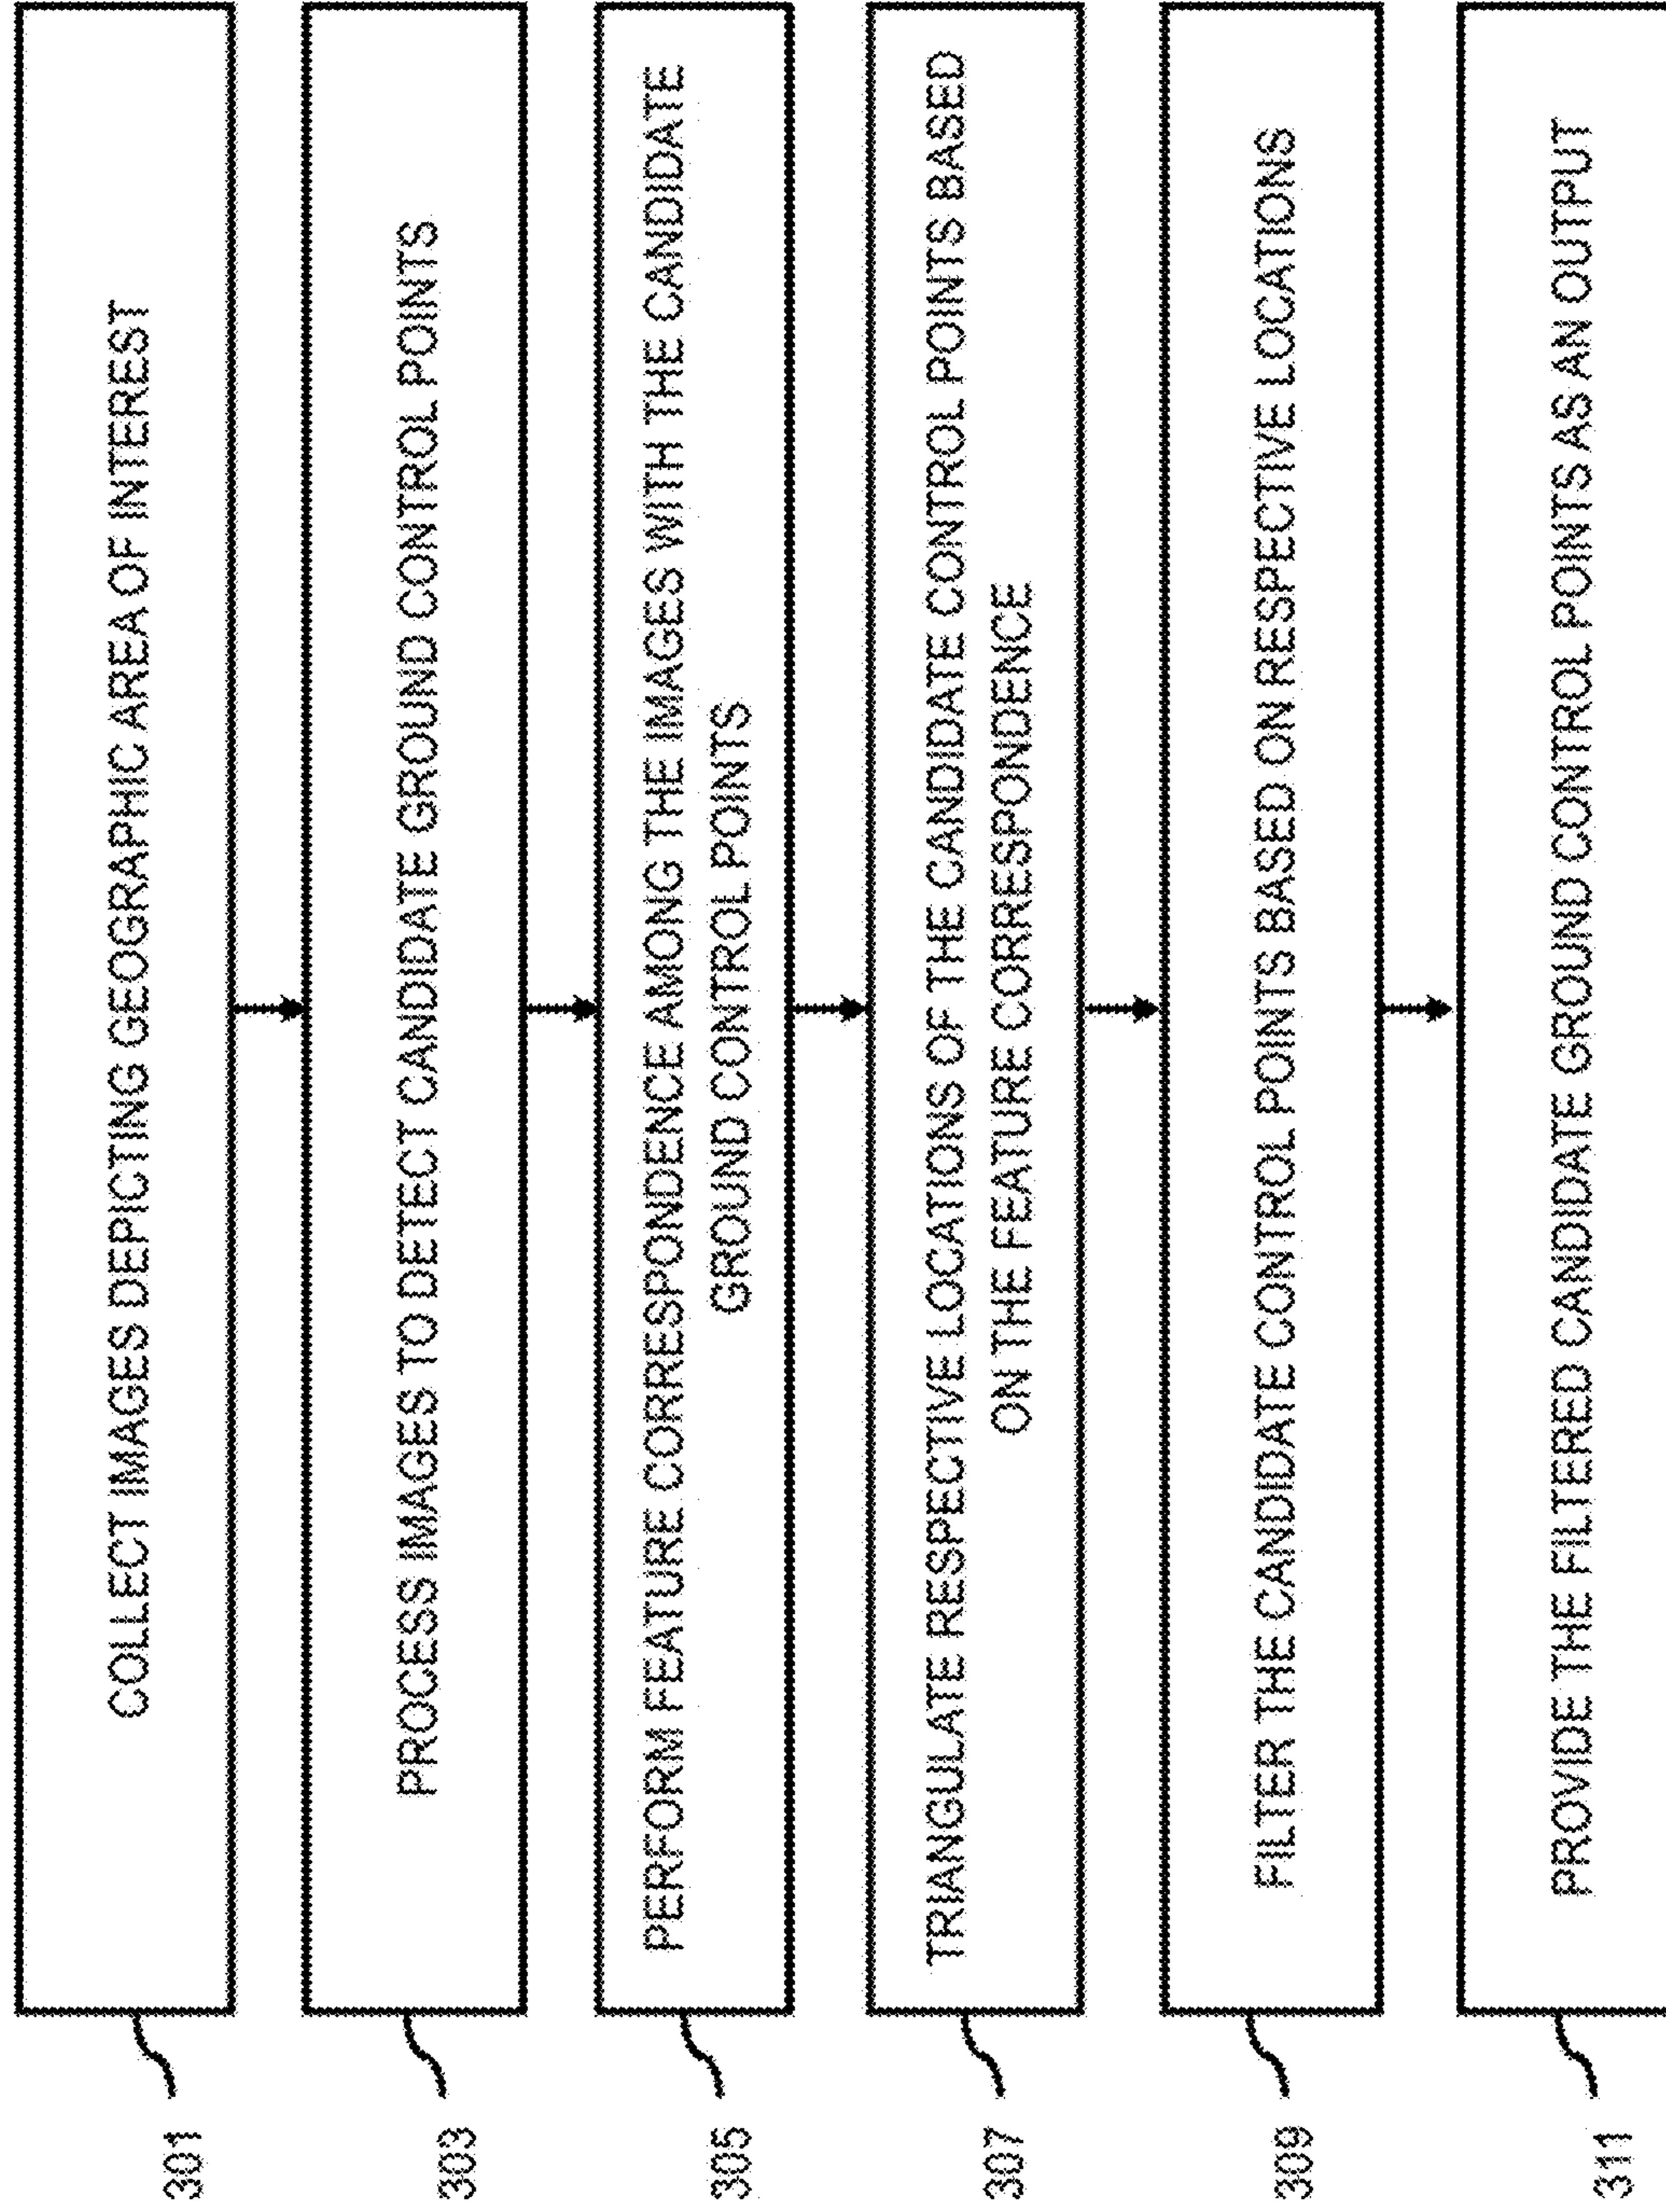 301
COLLECT IMAGES DEPICTING GEOGRAPHIC AREA OF INTEREST
303
PROCESS IMAGES TO DETECT CANDIDATE GROUND CONTROL POINTS
305
PERFORM FEATURE CORRESPONDENCE AMONG THE IMAGES WITH THE CANDIDATE
GROUND CONTROL POINTS
307
TRIANGULATE RESPECTIVE LOCATIONS OF THE CANDIDATE CONTROL POINTS BASED
ON THE FEATURE CORRESPONDENCE
309
FILTER THE CANDIDATE CONTROL POINTS BASED ON RESPECTIVE LOCATIONS
311
PROVIDE THE FILTERED CANDIDATE GROUND CONTROL POINTS AS AN OUTPUT